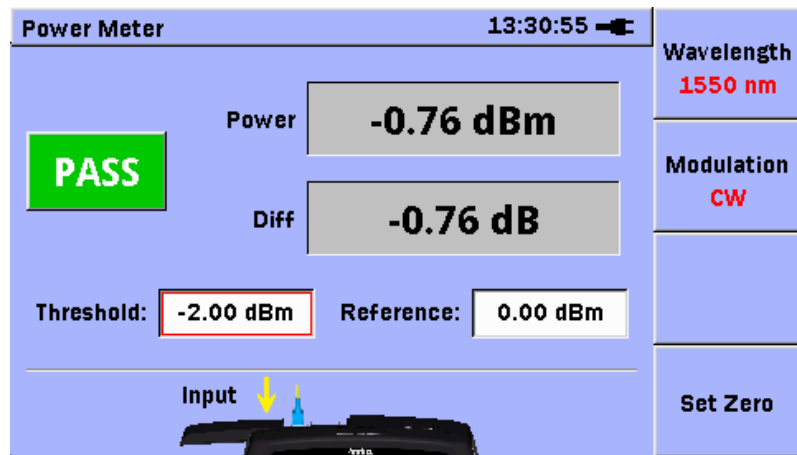 Power Meter
13:30:55
Wavelength
1550 nm
Power
-0.76 dBm
PASS
Modulation
CW
Diff
-0.76 dB
Threshold:
-2.00 dBm
Reference:
0.00 dBm
Input
Set Zero